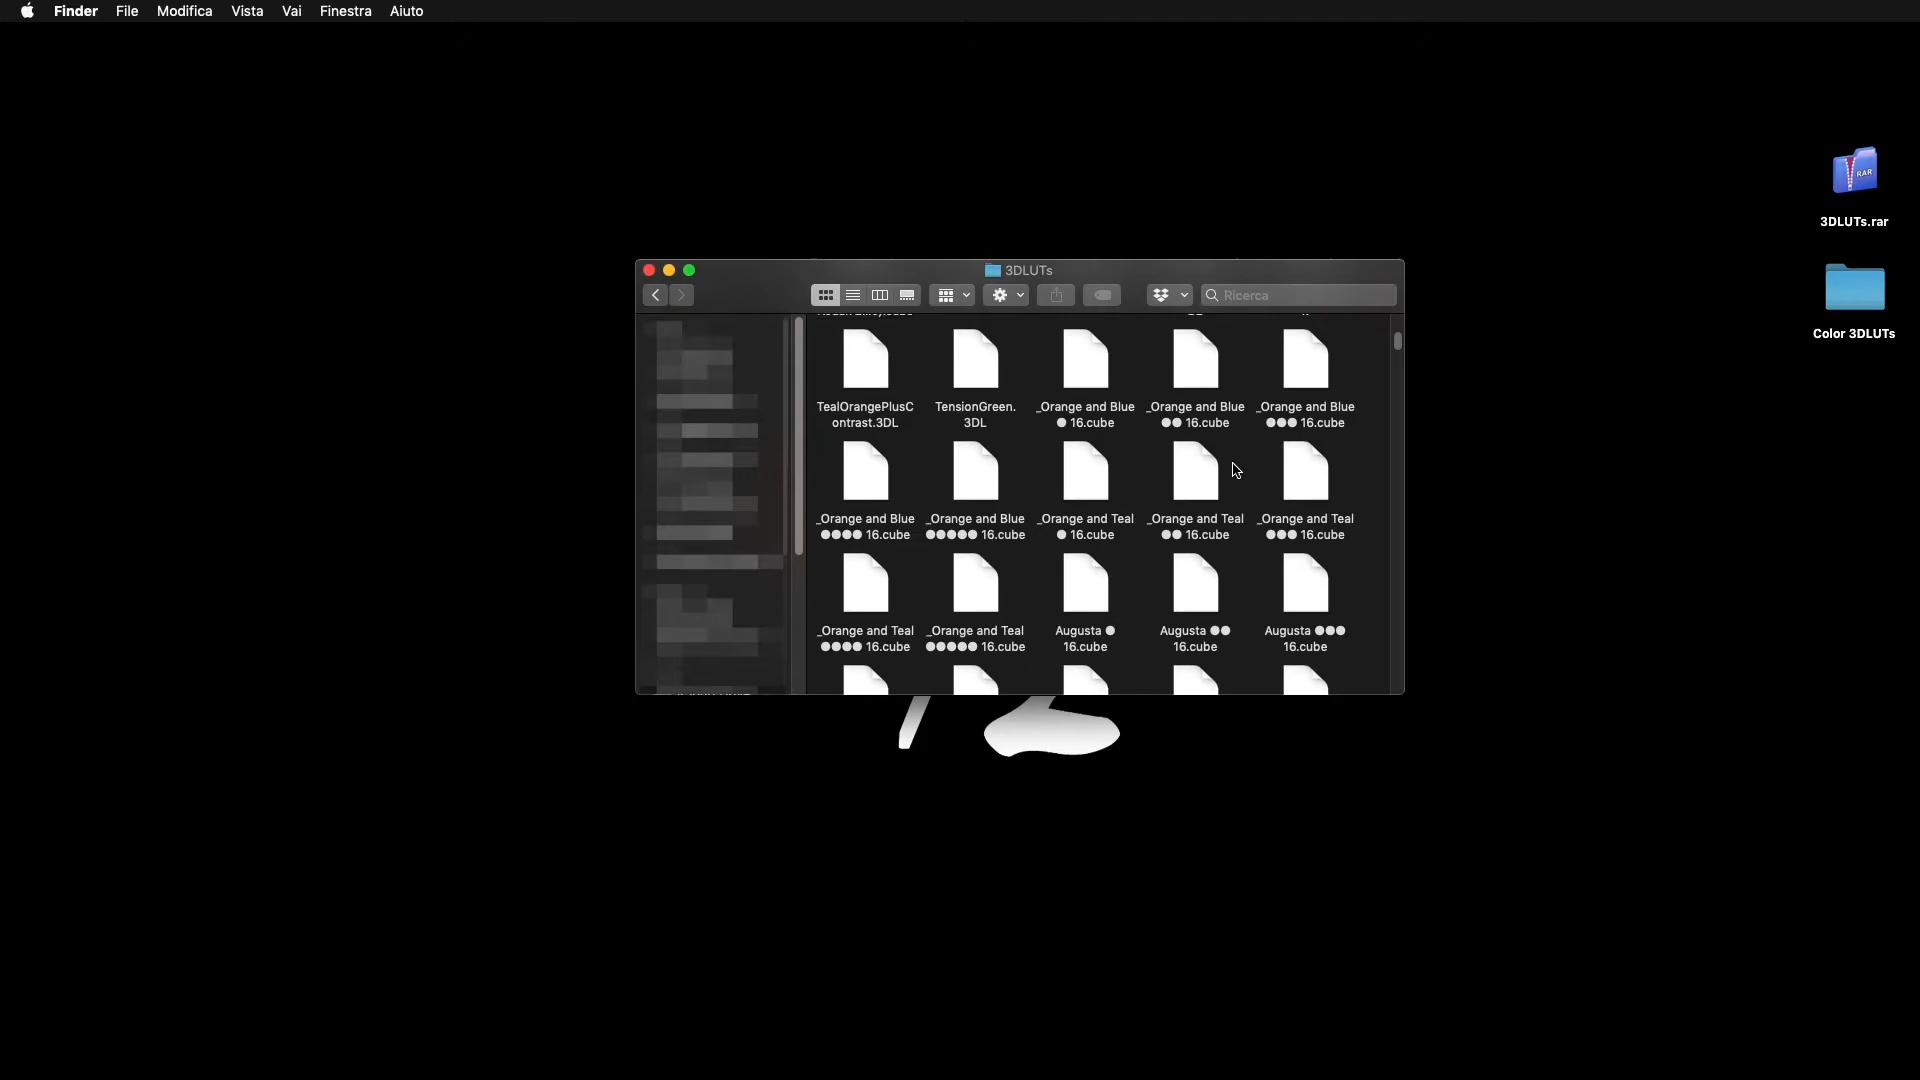 Finder File Modifica Vista Vai Finestra Aiuto
RAR
3DLUTs.rar
Color 3DLUTs
3DLUTs
Ricerca
TealOrangePlusC
ontrast.3DL
TensionGreen.
3DL
_Orange and Blue
● 16.cube
_Orange and Blue
●● 16.cube
_Orange and Blue
●●● 16.cube
_Orange and Blue
●●●● 16.cube
_Orange and Blue
●●●●● 16.cube
_Orange and Teal
● 16.cube
_Orange and Teal
●● 16.cube
_Orange and Teal
●●● 16.cube
_Orange and Teal
●●●● 16.cube
_Orange and Teal
●●●●● 16.cube
Augusta ●
16.cube
Augusta ●●
16.cube
Augusta ●●●
16.cube